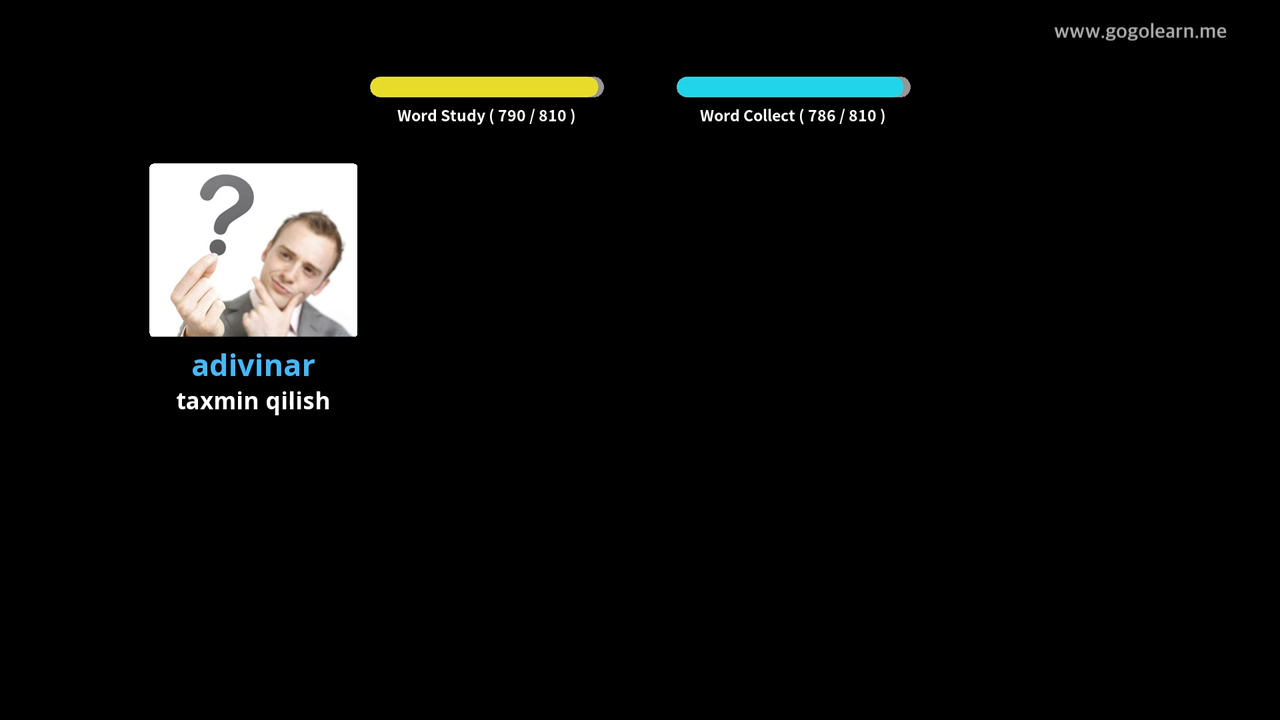 www.gogolearn.me
Word Study ( 790 / 810 )
Word Collect ( 786 / 810 )
?
adivinar
taxmin qilish